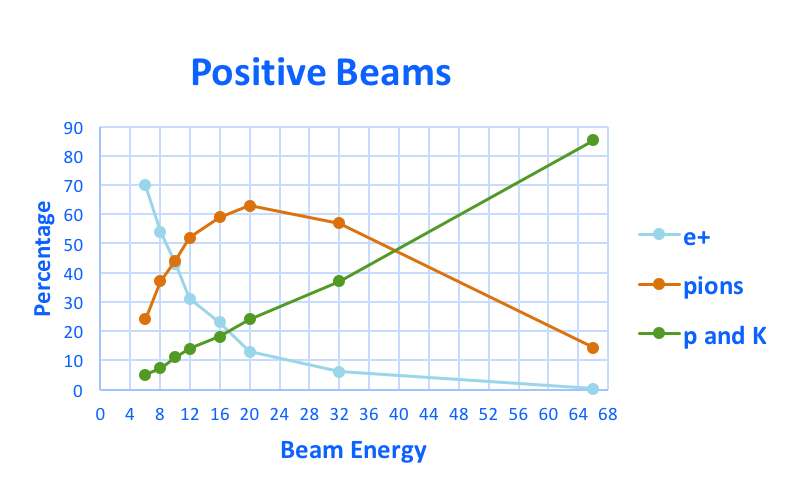 Positive Beams
90
80
70
60
50
40
30
20
10
0
Percentage
0 4 8 12 16 20 24 28 32 36 40 44 48 52 56 60 64 68
Beam Energy
e+
pions
p and K